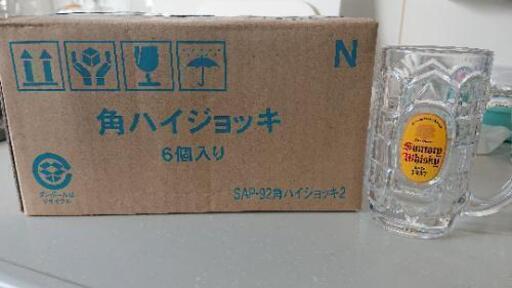 N
角ハイジョッキ
6個入り
SAP-92角ハイジョッキ2
ダンボールは
リサイクル
Suntory
Whisky
1937